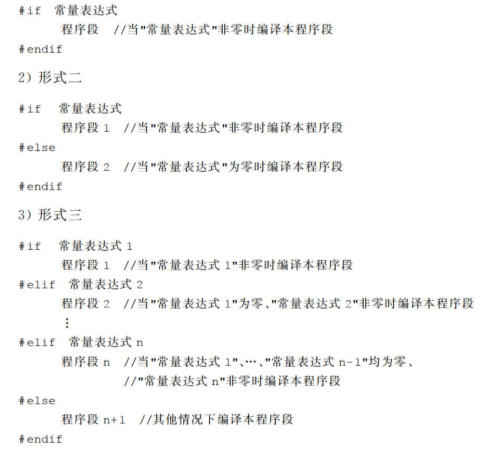 #if 常量表达式
程序段 //当"常量表达式"非零时编译本程序段
#endif
2) 形式二
#if 常量表达式
程序段 1 //当"常量表达式"非零时编译本程序段
#else
程序段 2 //当"常量表达式"为零时编译本程序段
#endif
3) 形式三
#if 常量表达式 1
程序段 1 //当"常量表达式 1"非零时编译本程序段
#elif 常量表达式 2
程序段 2 //当"常量表达式 1"为零、"常量表达式 2"非零时编译本程序段
⋮
#elif 常量表达式 n
程序段 n //当"常量表达式 1"、…、"常量表达式 n-1"均为零、
//"常量表达式 n"非零时编译本程序段
#else
程序段 n+1 //其他情况下编译本程序段
#endif